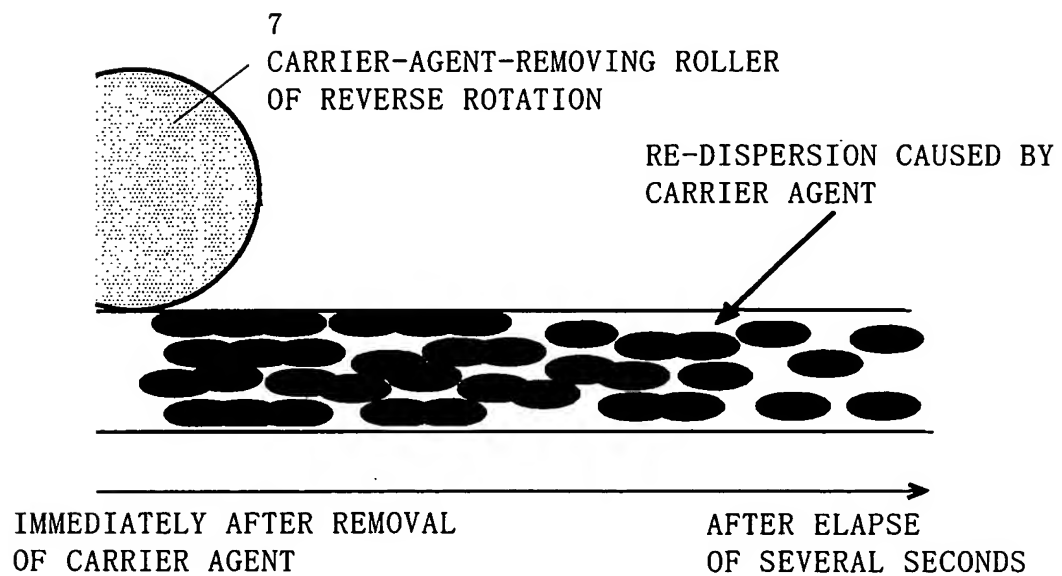 7
CARRIER-AGENT-REMOVING ROLLER
OF REVERSE ROTATION
RE-DISPERSION CAUSED BY
CARRIER AGENT
IMMEDIATELY AFTER REMOVAL
OF CARRIER AGENT
AFTER ELAPSE
OF SEVERAL SECONDS